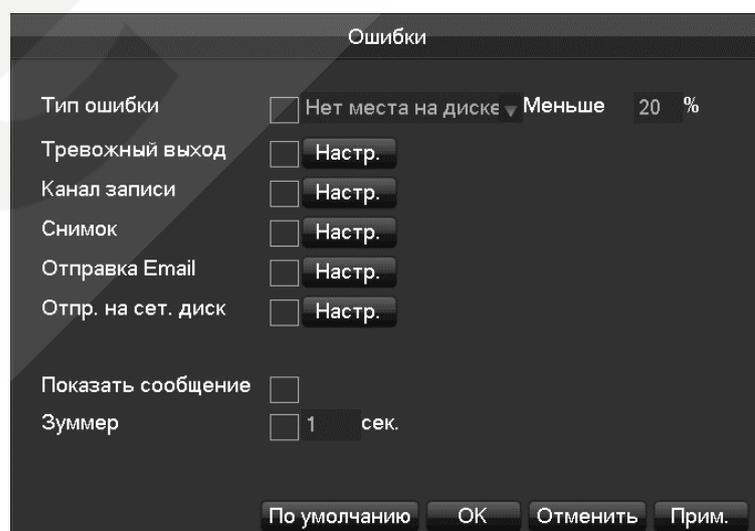 Ошибки
Тип ошибки Нет места на диске Меньше 20 %
Тревожный выход Настр.
Канал записи Настр.
Снимок Настр.
Отправка Email Настр.
Отпр. на сет. диск Настр.
Показать сообщение
Зуммер 1 сек.
По умолчанию OK Отменить Прим.